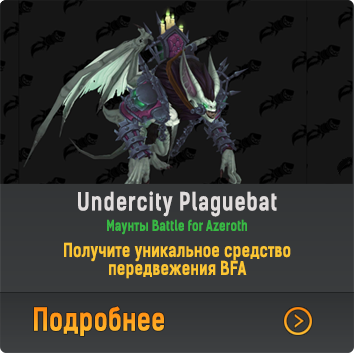 Undercity Plaguebat
Маунты Battle for Azeroth
Получите уникальное средство
передвежения BFA
Подробнее